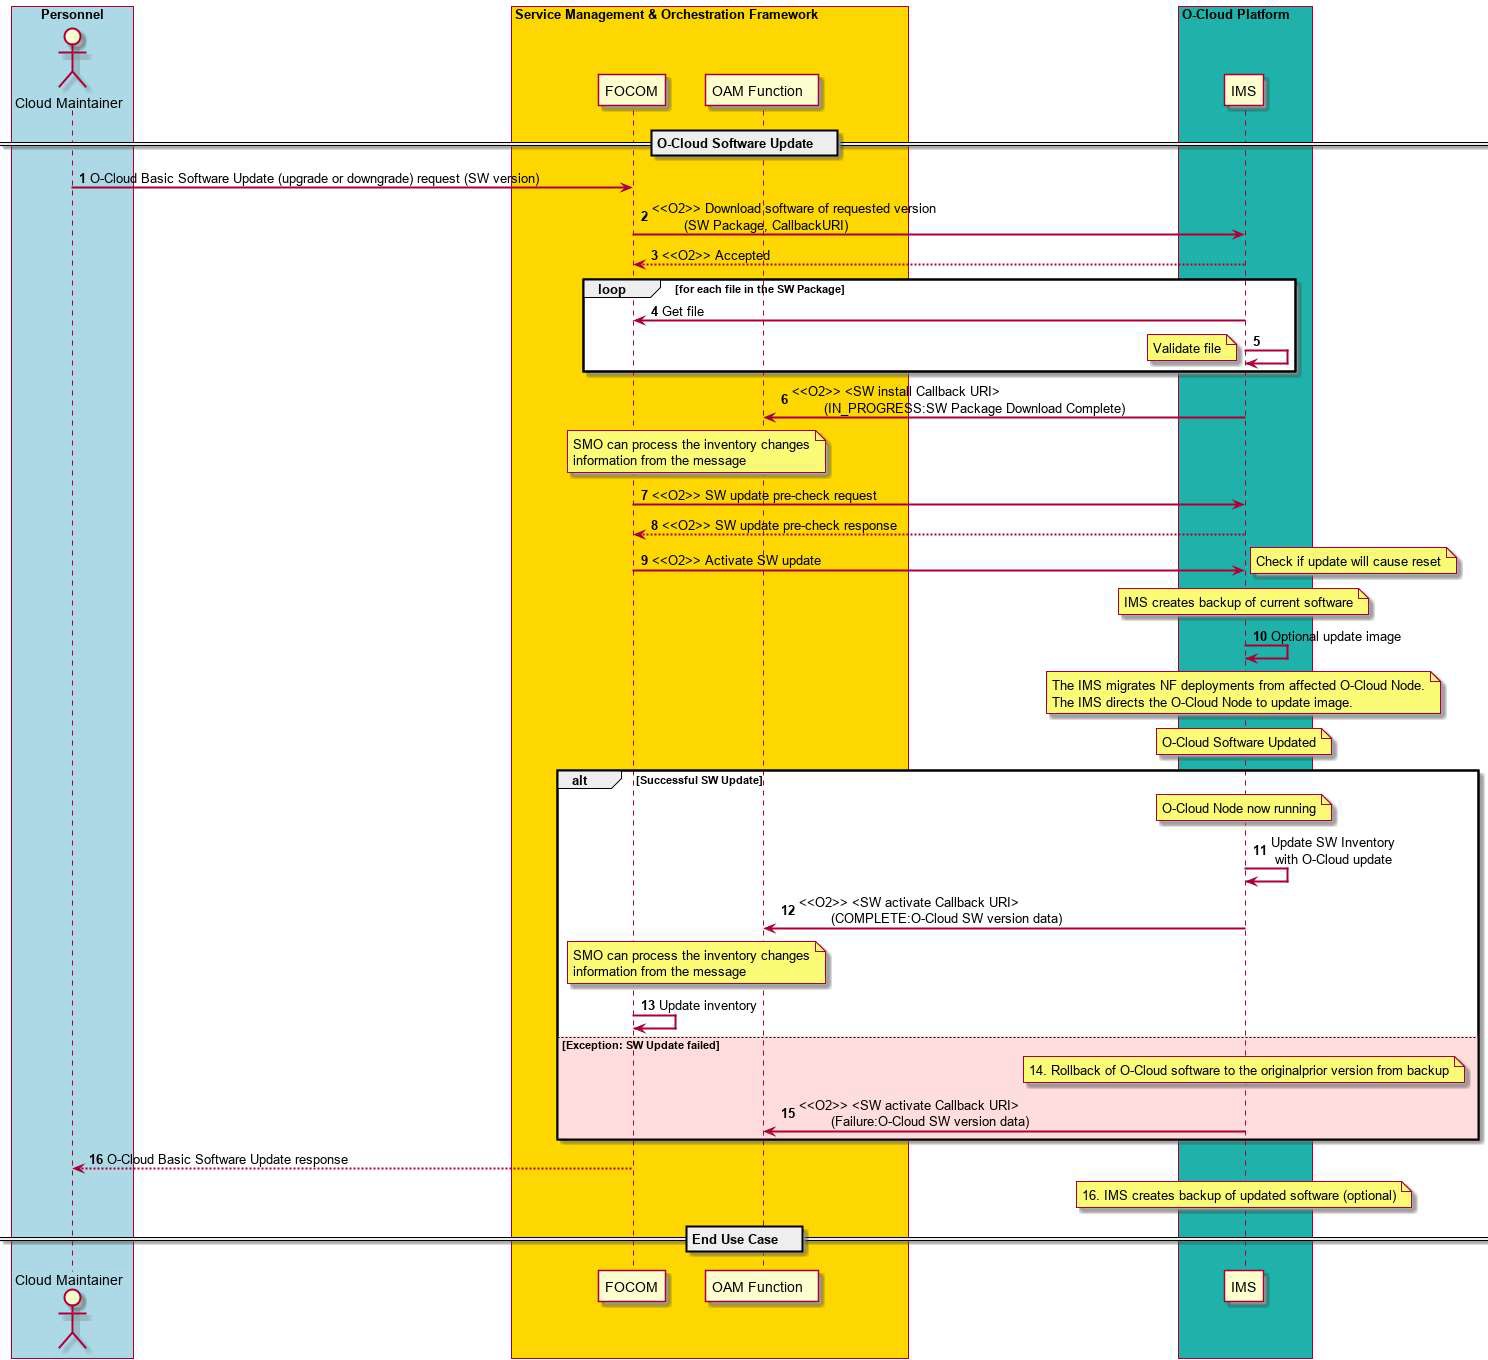 Personnel
Service Management & Orchestration Framework
O-Cloud Platform
Cloud Maintainer
FOCOM
OAM Function
IMS
O-Cloud Software Update
1 O-Cloud Basic Software Update (upgrade or downgrade) request (SW version)
2 <<O2>> Download software of requested version
(SW Package, CallbackURI)
3 <<O2>> Accepted
loop [for each file in the SW Package]
4 Get file
Validate file
5
6 <<O2>> <SW install Callback URI>
(IN_PROGRESS:SW Package Download Complete)
SMO can process the inventory changes
information from the message
7 <<O2>> SW update pre-check request
8 <<O2>> SW update pre-check response
9 <<O2>> Activate SW update
Check if update will cause reset
IMS creates backup of current software
10 Optional update image
The IMS migrates NF deployments from affected O-Cloud Node.
The IMS directs the O-Cloud Node to update image.
O-Cloud Software Updated
alt [Successful SW Update]
O-Cloud Node now running
11 Update SW Inventory
with O-Cloud update
12 <<O2>> <SW activate Callback URI>
(COMPLETE:O-Cloud SW version data)
SMO can process the inventory changes
information from the message
13 Update inventory
[Exception: SW Update failed]
14. Rollback of O-Cloud software to the originalprior version from backup
15 <<O2>> <SW activate Callback URI>
(Failure:O-Cloud SW version data)
16 O-Cloud Basic Software Update response
16. IMS creates backup of updated software (optional)
End Use Case
Cloud Maintainer
FOCOM
OAM Function
IMS